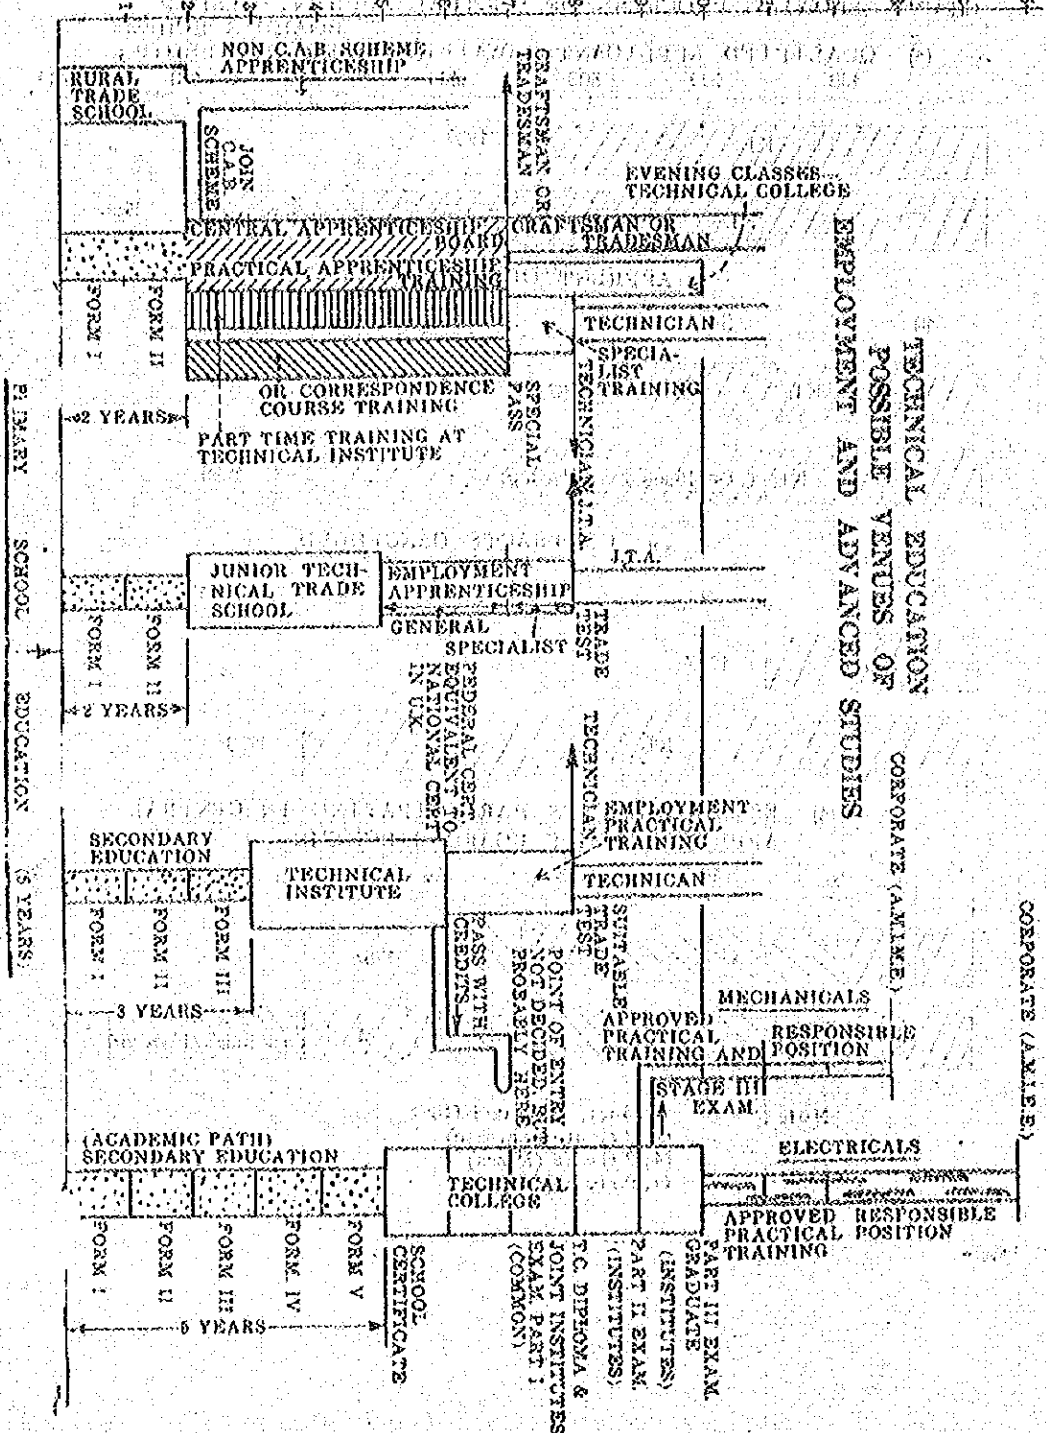 TECHNICAL EDUCATION
POSSIBLE VENUES OF
EMPLOYMENT AND ADVANCED STUDIES
NON C.A.B. SCHEME
APPRENTICESHIP
RURAL
TRADE
SCHOOL
JOIN
C.A.B.
SCHEME
CRAFTSMAN OR
TRADESMAN
EVENING CLASSES
TECHNICAL COLLEGE
CENTRAL APPRENTICESHIP
BOARD
CRAFTSMAN OR
TRADESMAN
PRACTICAL APPRENTICESHIP
TRAINING
FORM I
FORM II
TECHNICIAN
SPECIA-
LIST
TRAINING
OR CORRESPONDENCE
COURSE TRAINING
SPECIAL
PASS
TECHNICIAN J.T.A.
2 YEARS
PART TIME TRAINING AT
TECHNICAL INSTITUTE
JUNIOR TECH-
NICAL TRADE
SCHOOL
EMPLOYMENT
APPRENTICESHIP
J.T.A.
GENERAL
SPECIALIST
TRADE
TEST
FORM I
FORM II
2 YEARS
FEDERAL CERT.
EQUIVALENT TO
NATIONAL CERT
IN U.K.
TECHNICIAN
EMPLOYMENT
PRACTICAL
TRAINING
SECONDARY
EDUCATION
TECHNICAL
INSTITUTE
TECHNICAN
FORM I
FORM II
FORM III
3 YEARS
PASS WITH
CREDITS
SUITABLE
TRADE
TEST
POINT OF ENTRY
NOT DECIDED BUT
PROBABLY HERE
CORPORATE (A.M.I.M.E.)
MECHANICALS
APPROVED
PRACTICAL
TRAINING AND
RESPONSIBLE
POSITION
STAGE III
EXAM.
CORPORATE (A.M.I.E.E.)
(ACADEMIC PATH)
SECONDARY EDUCATION
TECHNICAL
COLLEGE
ELECTRICALS
APPROVED
PRACTICAL
TRAINING
RESPONSIBLE
POSITION
FORM I
FORM II
FORM III
FORM IV
FORM V
5 YEARS
SCHOOL
CERTIFICATE
T.C. DIPLOMA &
JOINT INSTITUTES
EXAM. PART I
(COMMON)
PART II EXAM.
(INSTITUTES)
PART III EXAM.
GRADUATE
(INSTITUTES)
PRIMARY SCHOOL EDUCATION